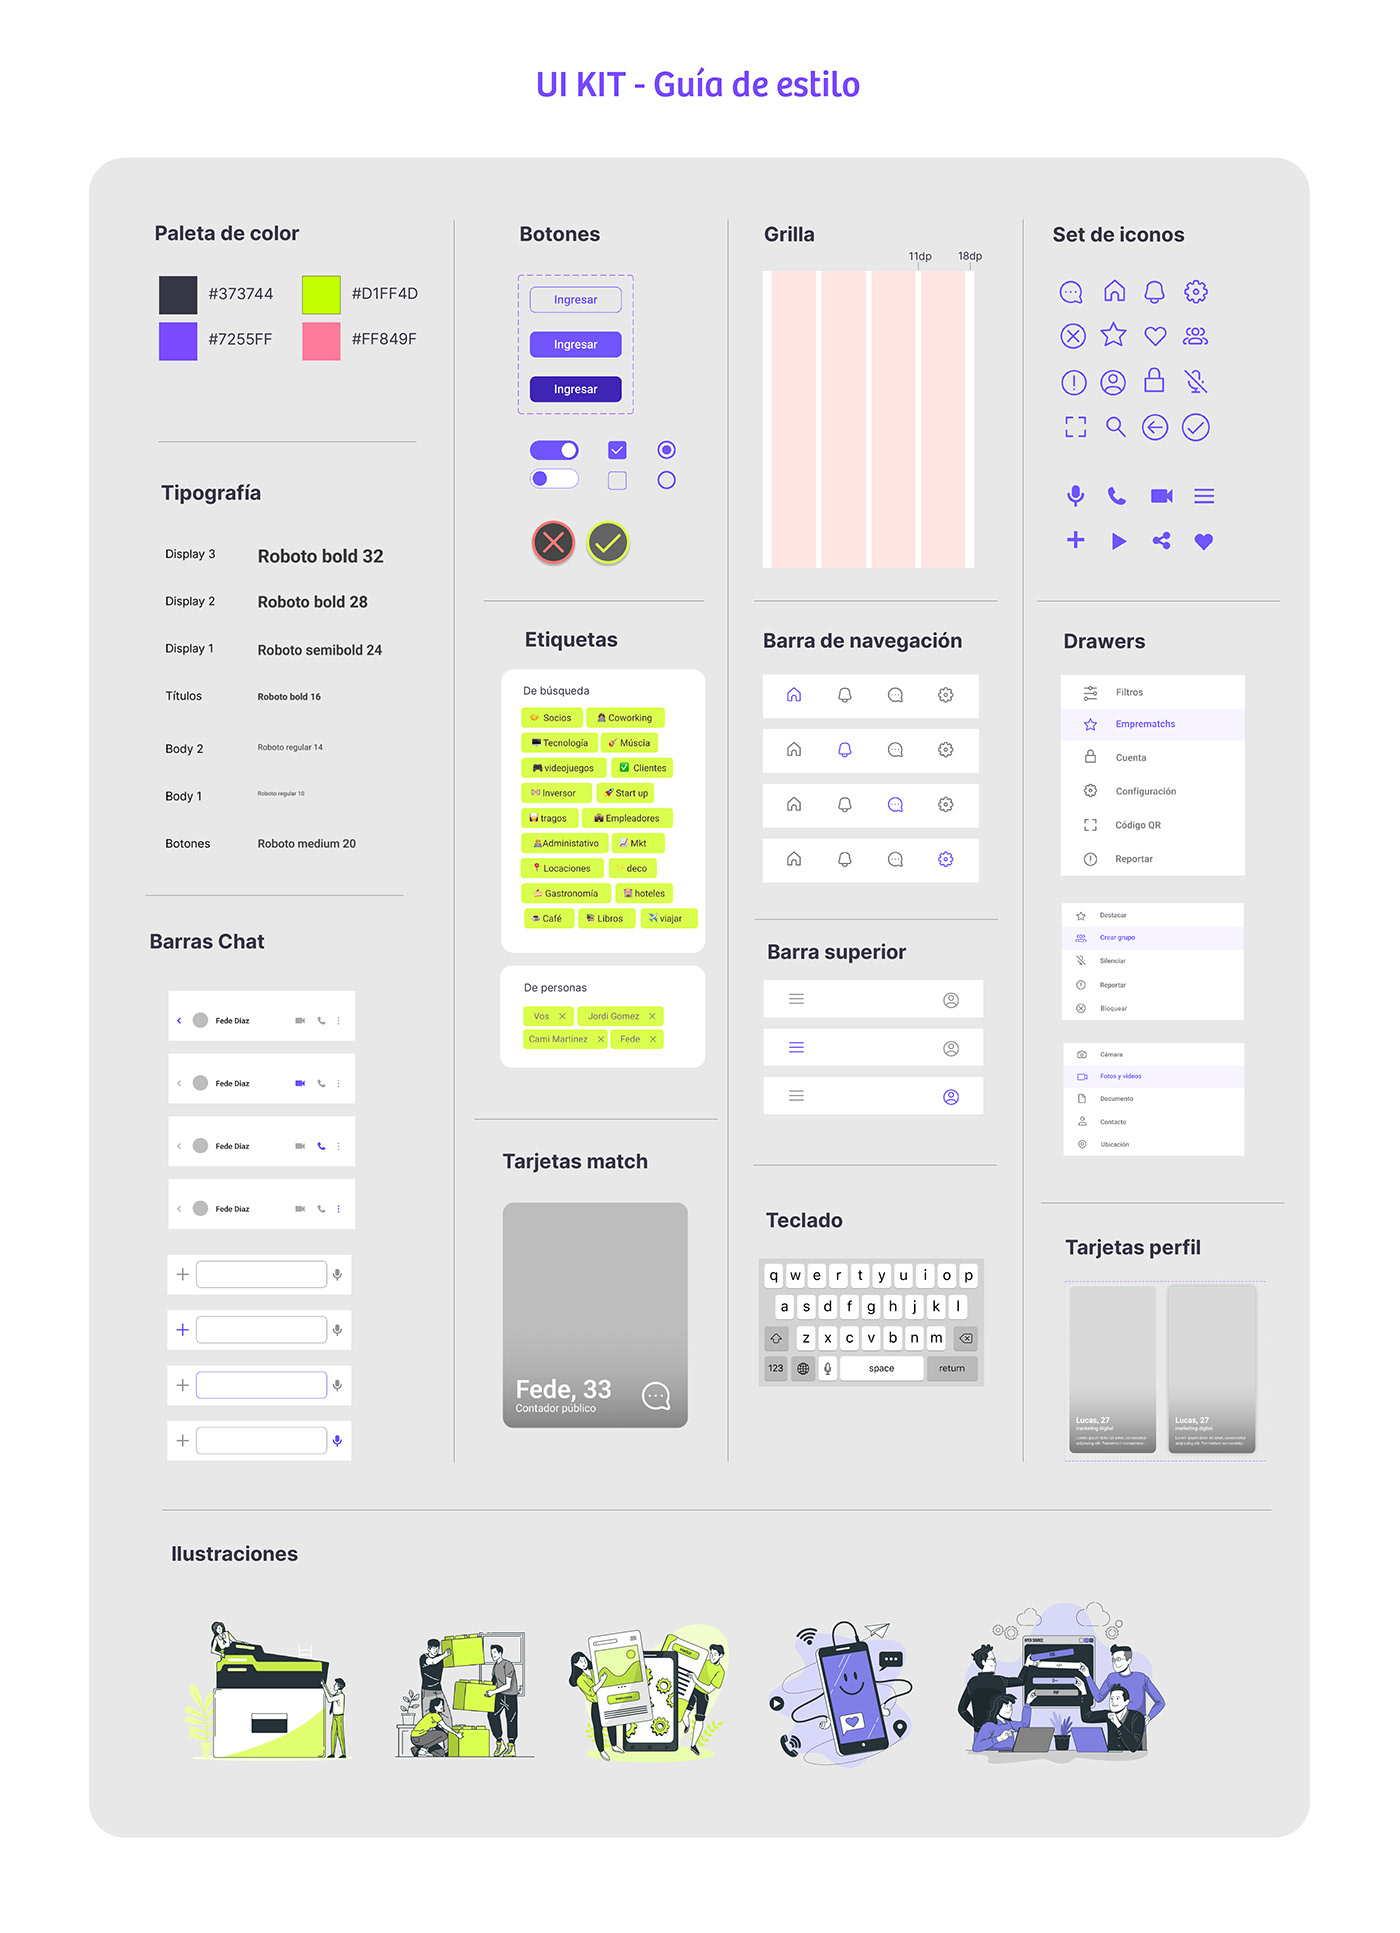 UI KIT - Guía de estilo
Paleta de color
#373744
#D1FF4D
#7255FF
#FF849F
Tipografía
Display 3
Roboto bold 32
Display 2
Roboto bold 28
Display 1
Roboto semibold 24
Títulos
Roboto bold 16
Body 2
Roboto regular 14
Body 1
Roboto regular 10
Botones
Roboto medium 20
Barras Chat
Fede Diaz
Fede Diaz
Fede Diaz
Fede Diaz
Botones
Ingresar
Ingresar
Ingresar
Etiquetas
De búsqueda
Socios
Coworking
Tecnología
Múscia
videojuegos
Clientes
Inversor
Start up
tragos
Empleadores
Administativo
Mkt
Locaciones
deco
Gastronomía
hoteles
Café
Libros
viajar
De personas
Vos
Jordi Gomez
Cami Martinez
Fede
Tarjetas match
Fede, 33
Contador público
Grilla
11dp
18dp
Barra de navegación
Barra superior
Teclado
q w e r t y u i o p
a s d f g h j k l
z x c v b n m
123
space
return
Set de iconos
Drawers
Filtros
Emprematchs
Cuenta
Configuración
Código QR
Reportar
Destacar
Crear grupo
Silenciar
Reportar
Bloquear
Cámara
Fotos y videos
Documento
Contacto
Ubicación
Tarjetas perfil
Lucas, 27
marketing digital
Lucas, 27
marketing digital
Ilustraciones
OPEN SOURCE